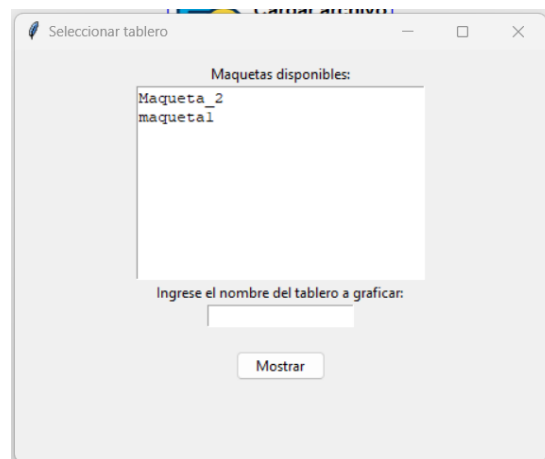 Cargar archivo
Seleccionar tablero
Maquetas disponibles:
Maqueta_2
maqueta1
Ingrese el nombre del tablero a graficar:
Mostrar